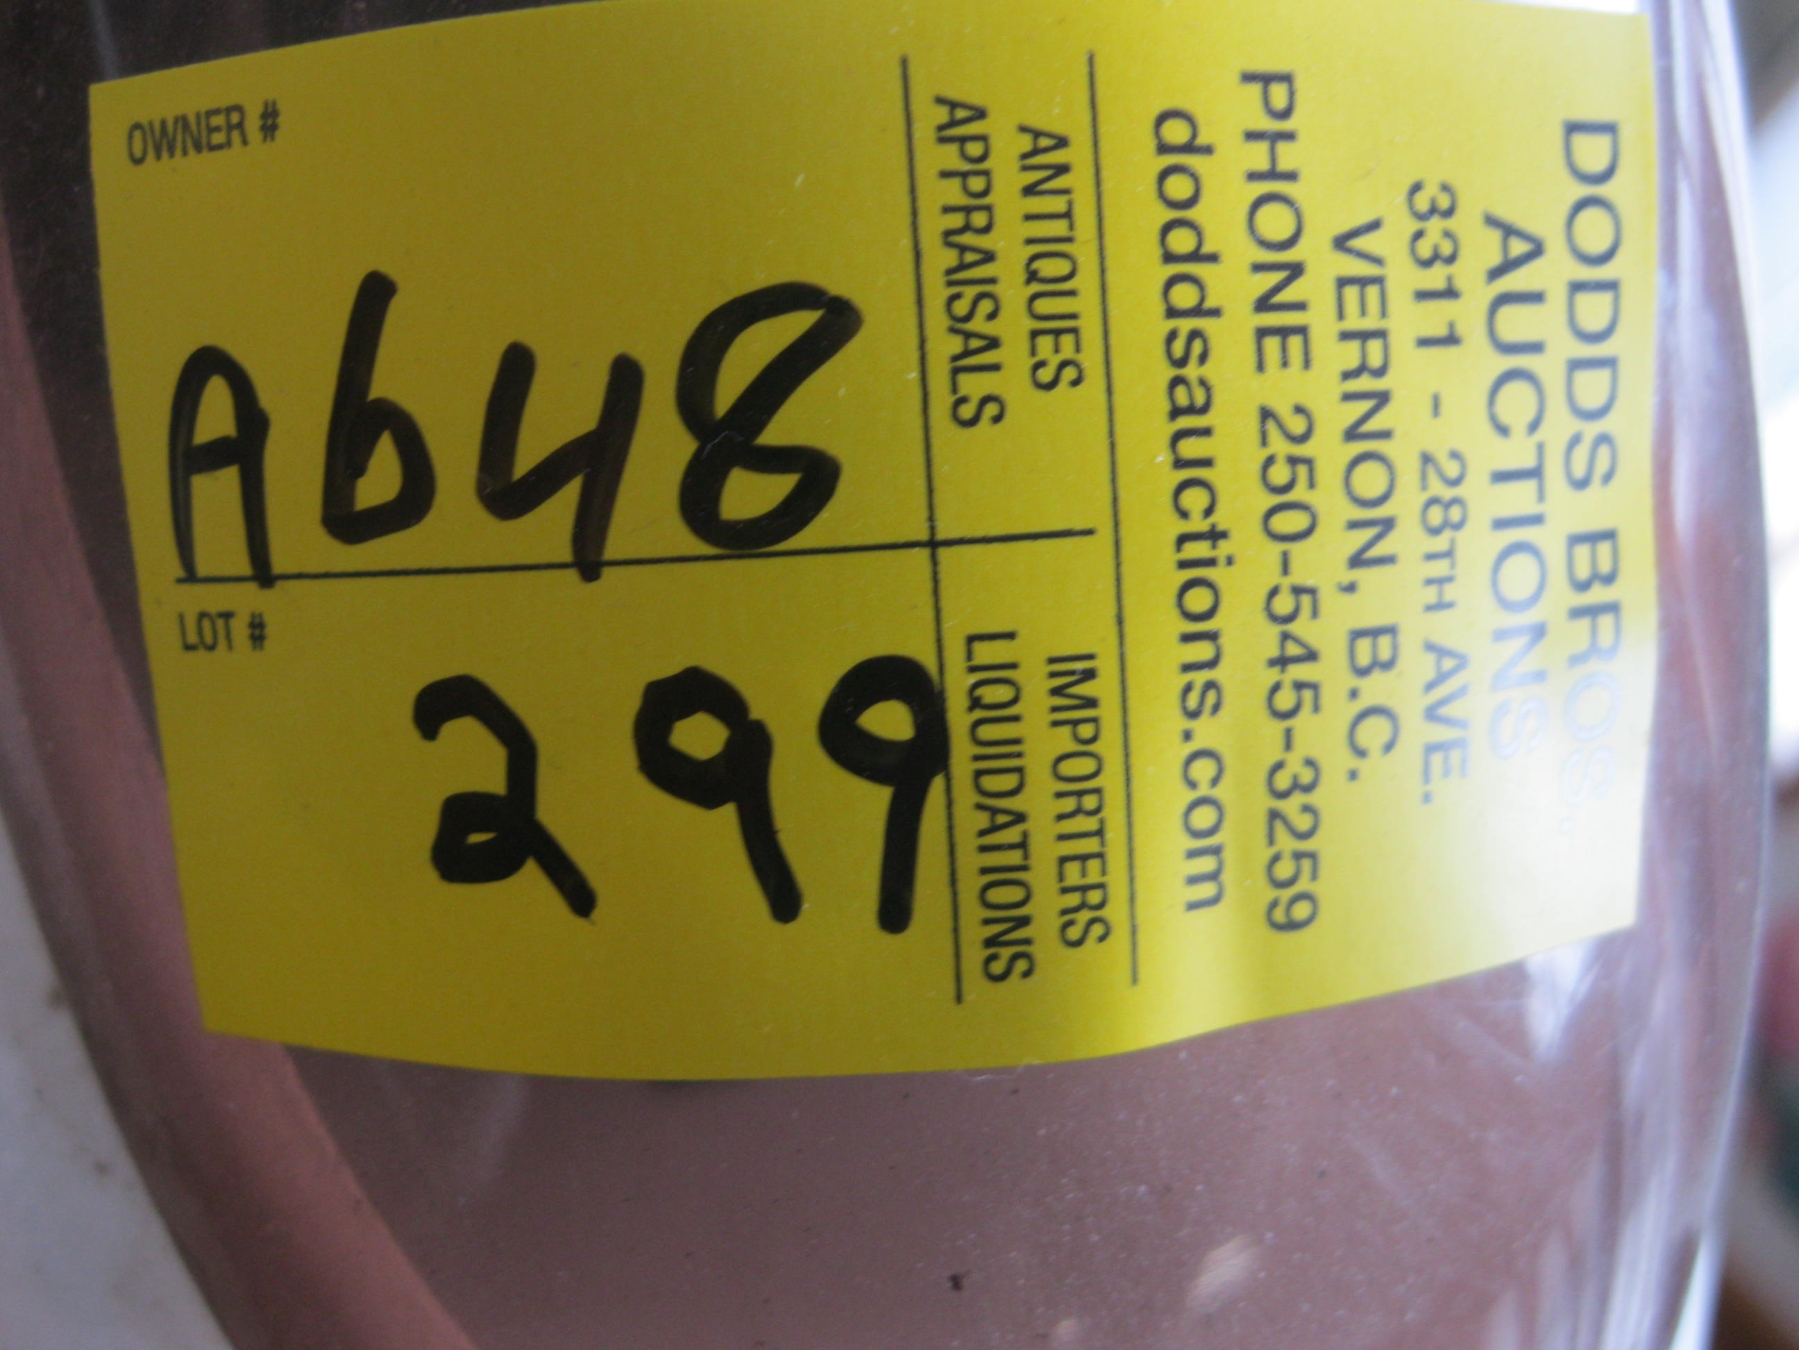 DODDS BROS.
AUCTIONS
3311 - 28TH AVE.
VERNON, B.C.
PHONE 250-545-3259
doddsauctions.com
ANTIQUES
APPRAISALS
IMPORTERS
LIQUIDATIONS
OWNER #
A648
LOT #
299